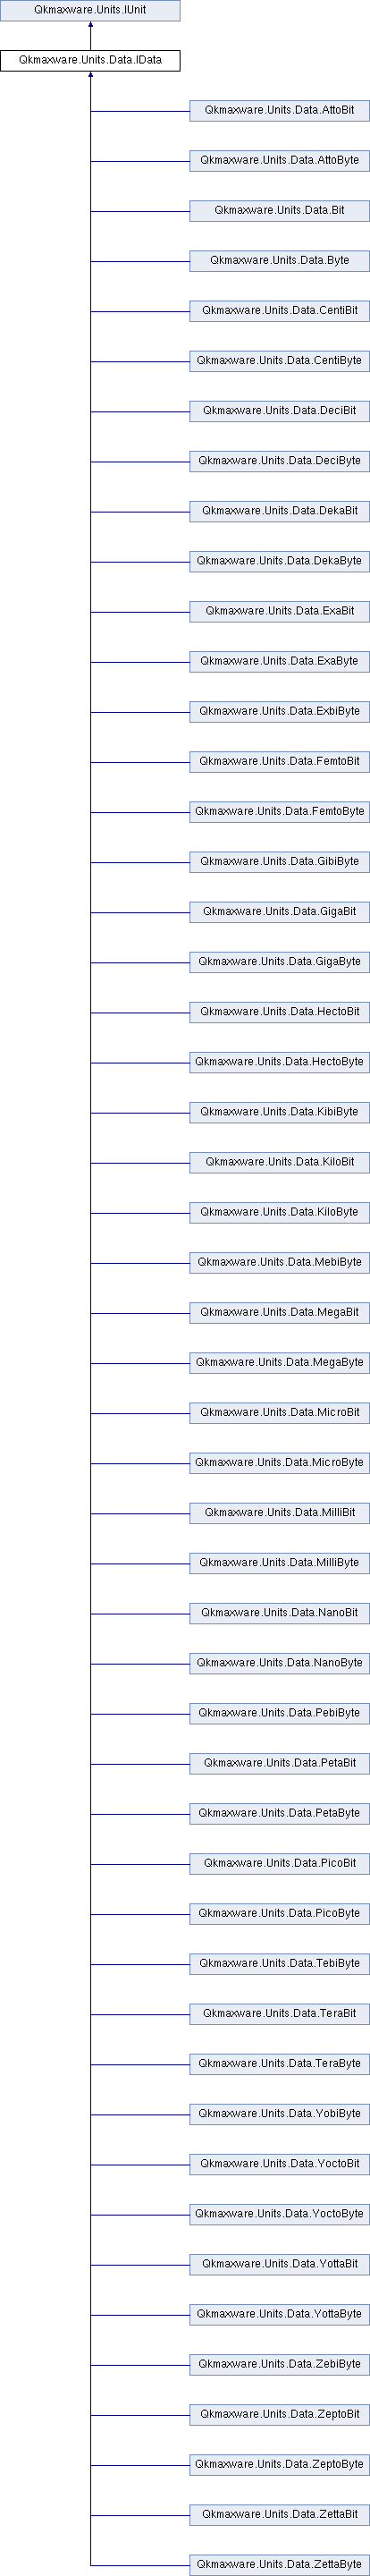 Qkmaxware.Units.IUnit
Qkmaxware.Units.Data.IData
Qkmaxware.Units.Data.AttoBit
Qkmaxware.Units.Data.AttoByte
Qkmaxware.Units.Data.Bit
Qkmaxware.Units.Data.Byte
Qkmaxware.Units.Data.CentiBit
Qkmaxware.Units.Data.CentiByte
Qkmaxware.Units.Data.DeciBit
Qkmaxware.Units.Data.DeciByte
Qkmaxware.Units.Data.DekaBit
Qkmaxware.Units.Data.DekaByte
Qkmaxware.Units.Data.ExaBit
Qkmaxware.Units.Data.ExaByte
Qkmaxware.Units.Data.ExbiByte
Qkmaxware.Units.Data.FemtoBit
Qkmaxware.Units.Data.FemtoByte
Qkmaxware.Units.Data.GibiByte
Qkmaxware.Units.Data.GigaBit
Qkmaxware.Units.Data.GigaByte
Qkmaxware.Units.Data.HectoBit
Qkmaxware.Units.Data.HectoByte
Qkmaxware.Units.Data.KibiByte
Qkmaxware.Units.Data.KiloBit
Qkmaxware.Units.Data.KiloByte
Qkmaxware.Units.Data.MebiByte
Qkmaxware.Units.Data.MegaBit
Qkmaxware.Units.Data.MegaByte
Qkmaxware.Units.Data.MicroBit
Qkmaxware.Units.Data.MicroByte
Qkmaxware.Units.Data.MilliBit
Qkmaxware.Units.Data.MilliByte
Qkmaxware.Units.Data.NanoBit
Qkmaxware.Units.Data.NanoByte
Qkmaxware.Units.Data.PebiByte
Qkmaxware.Units.Data.PetaBit
Qkmaxware.Units.Data.PetaByte
Qkmaxware.Units.Data.PicoBit
Qkmaxware.Units.Data.PicoByte
Qkmaxware.Units.Data.TebiByte
Qkmaxware.Units.Data.TeraBit
Qkmaxware.Units.Data.TeraByte
Qkmaxware.Units.Data.YobiByte
Qkmaxware.Units.Data.YoctoBit
Qkmaxware.Units.Data.YoctoByte
Qkmaxware.Units.Data.YottaBit
Qkmaxware.Units.Data.YottaByte
Qkmaxware.Units.Data.ZebiByte
Qkmaxware.Units.Data.ZeptoBit
Qkmaxware.Units.Data.ZeptoByte
Qkmaxware.Units.Data.ZettaBit
Qkmaxware.Units.Data.ZettaByte